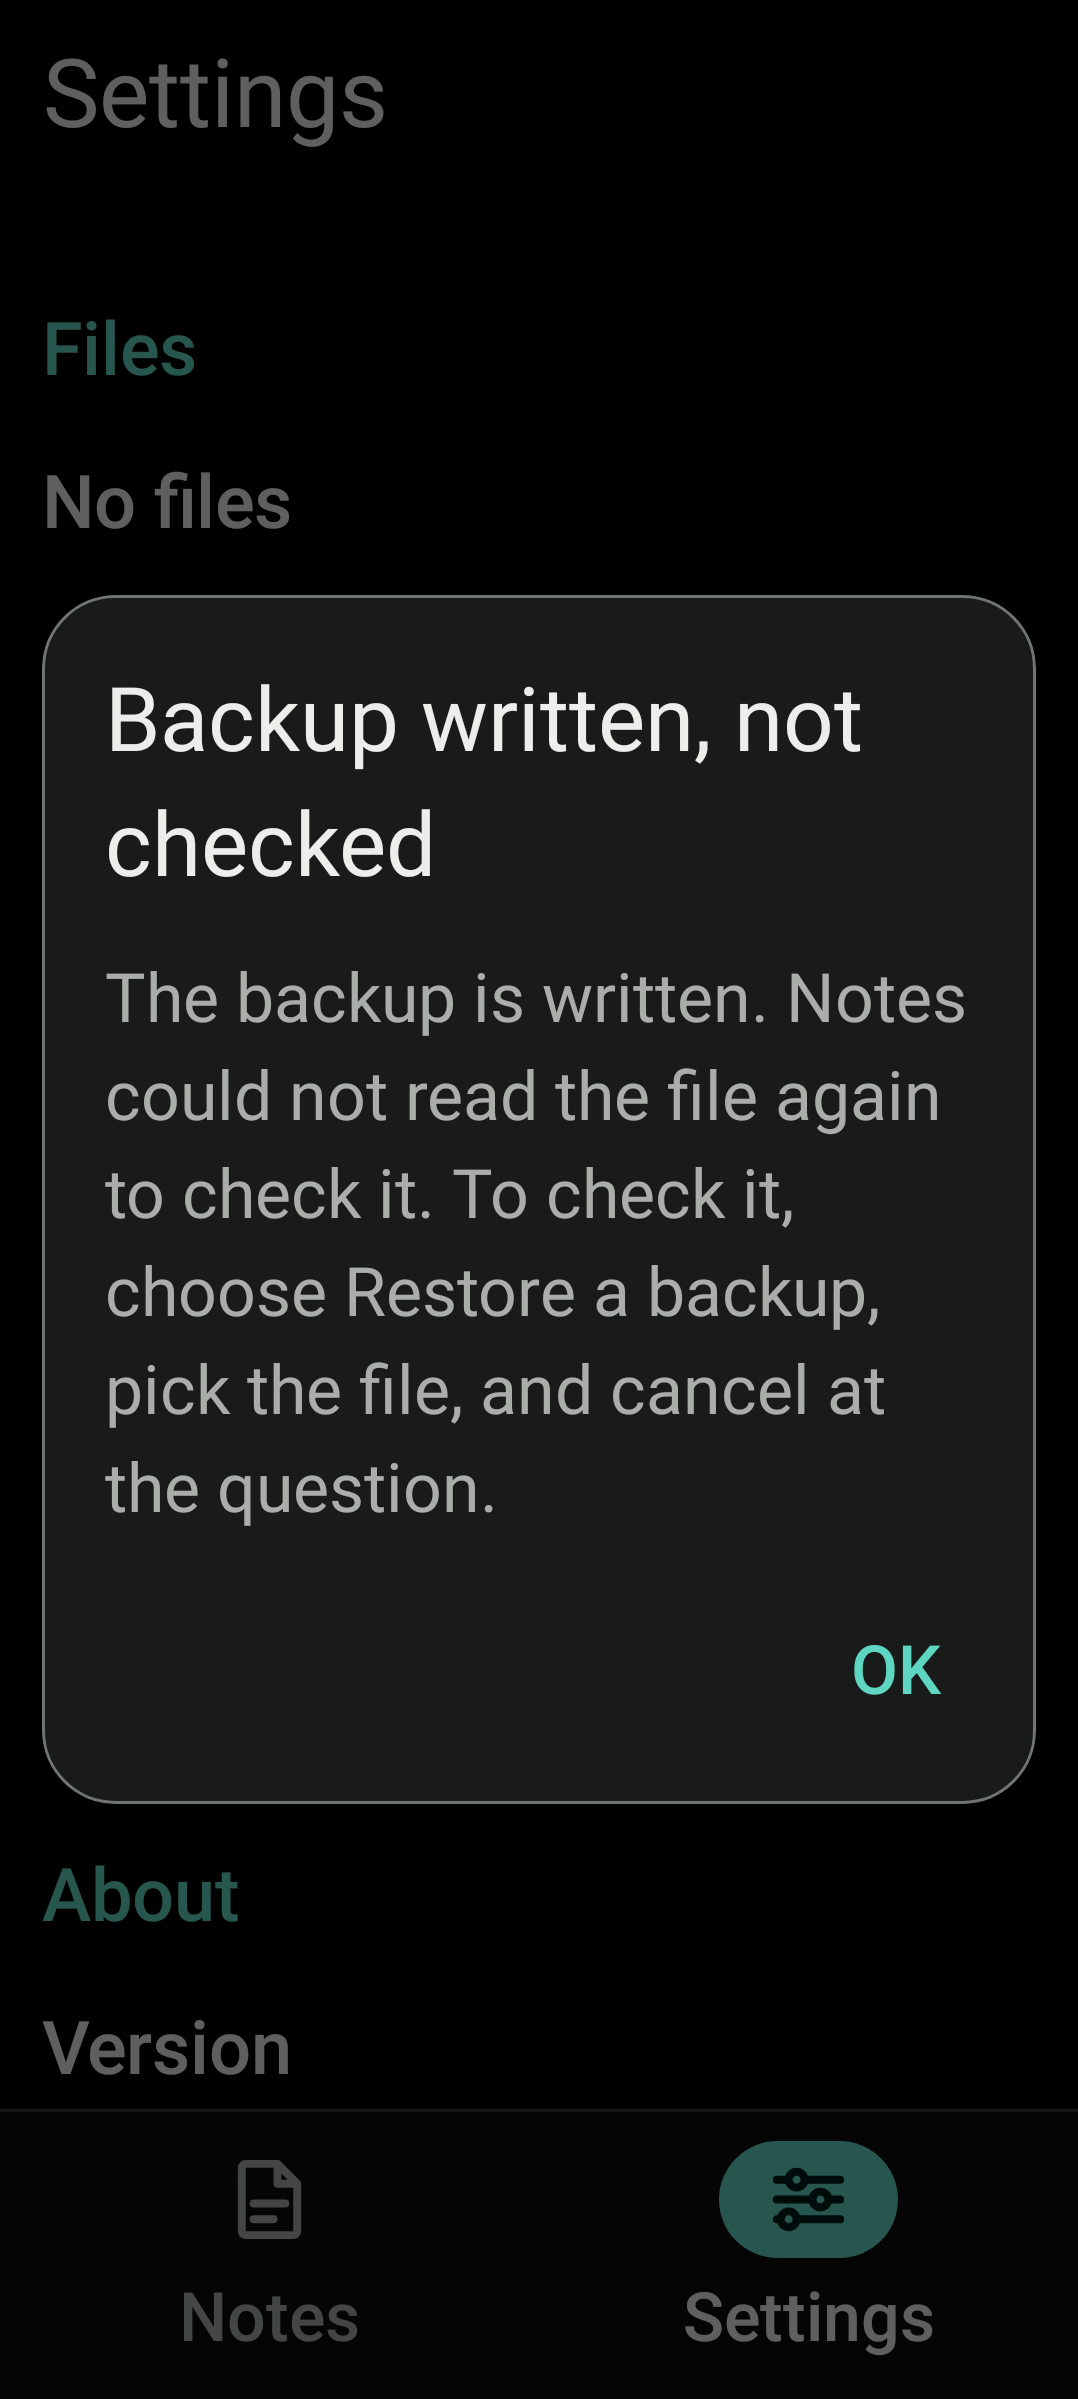 Settings
Files
No files
Backup written, not
checked
The backup is written. Notes
could not read the file again
to check it. To check it,
choose Restore a backup,
pick the file, and cancel at
the question.
OK
About
Version
Notes
Settings